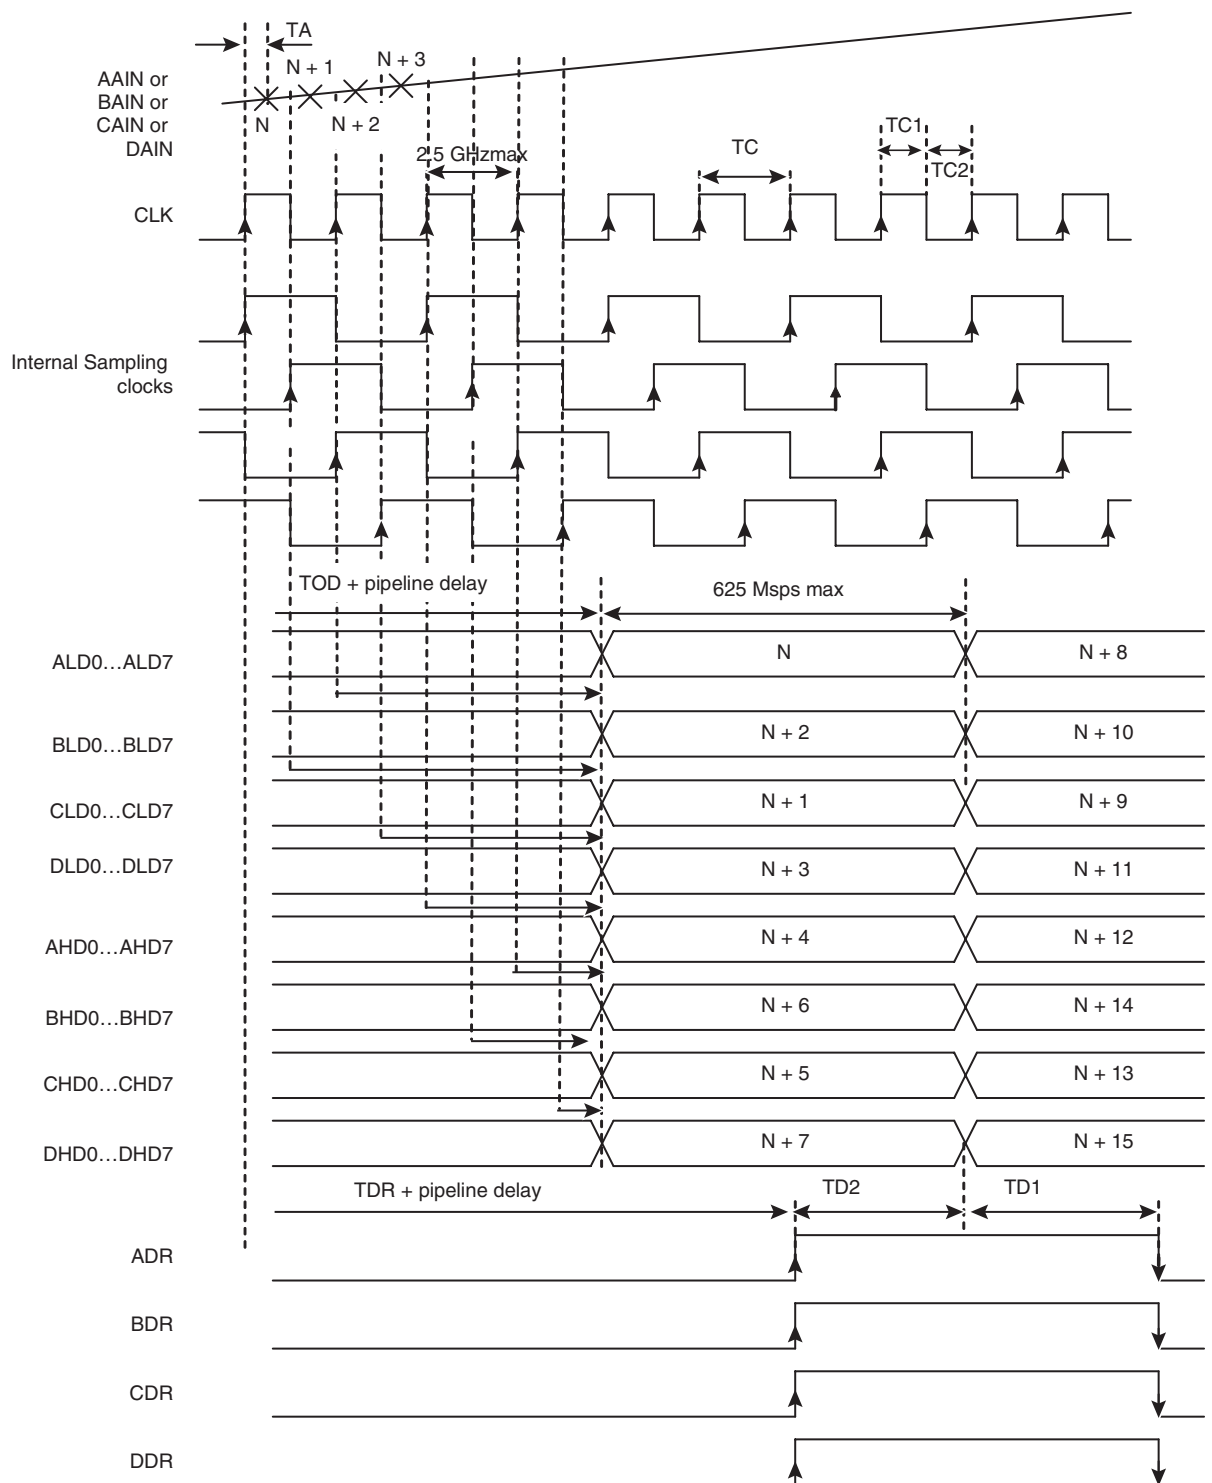 TA
N + 1
N + 3
AAIN or
BAIN or
CAIN or
DAIN
N
N + 2
2.5 GHzmax
TC
TC1
TC2
CLK
Internal Sampling
clocks
TOD + pipeline delay
625 Msps max
ALD0…ALD7
N
N + 8
BLD0…BLD7
N + 2
N + 10
CLD0…CLD7
N + 1
N + 9
DLD0…DLD7
N + 3
N + 11
AHD0…AHD7
N + 4
N + 12
BHD0…BHD7
N + 6
N + 14
CHD0…CHD7
N + 5
N + 13
DHD0…DHD7
N + 7
N + 15
TDR + pipeline delay
TD2
TD1
ADR
BDR
CDR
DDR